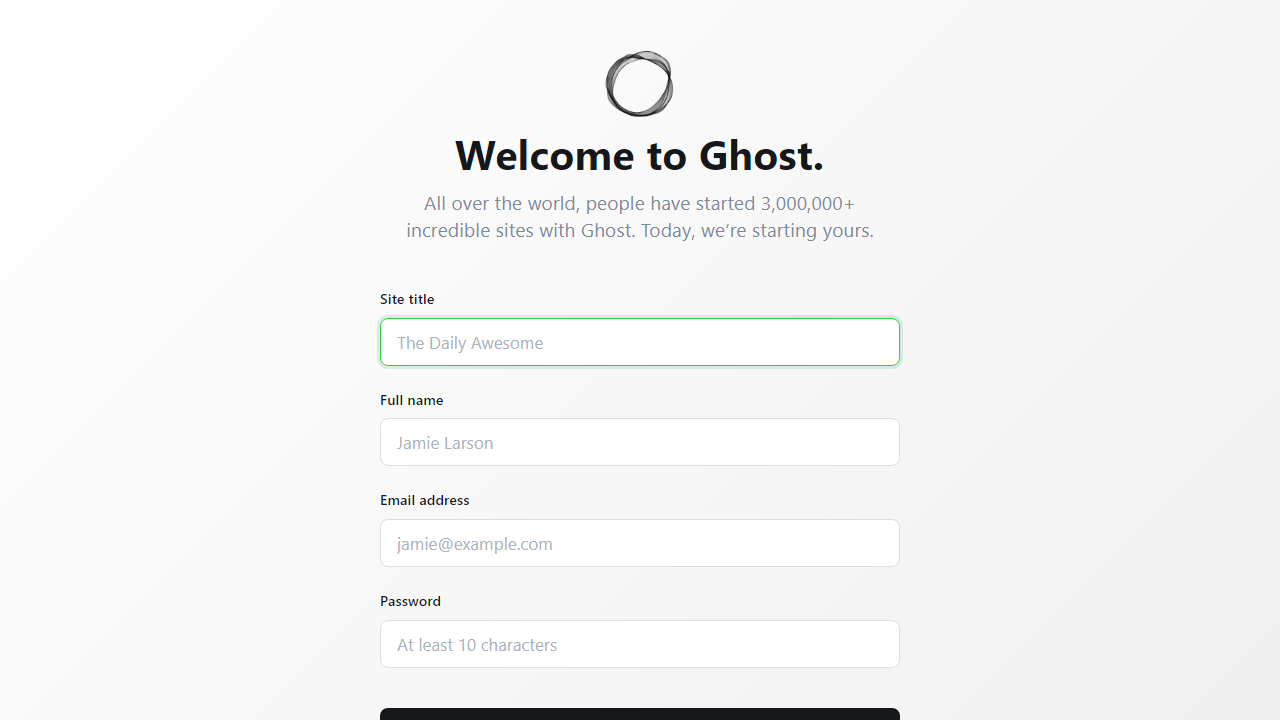 Welcome to Ghost.
All over the world, people have started 3,000,000+
incredible sites with Ghost. Today, we’re starting yours.
Site title
The Daily Awesome
Full name
Jamie Larson
Email address
jamie@example.com
Password
At least 10 characters